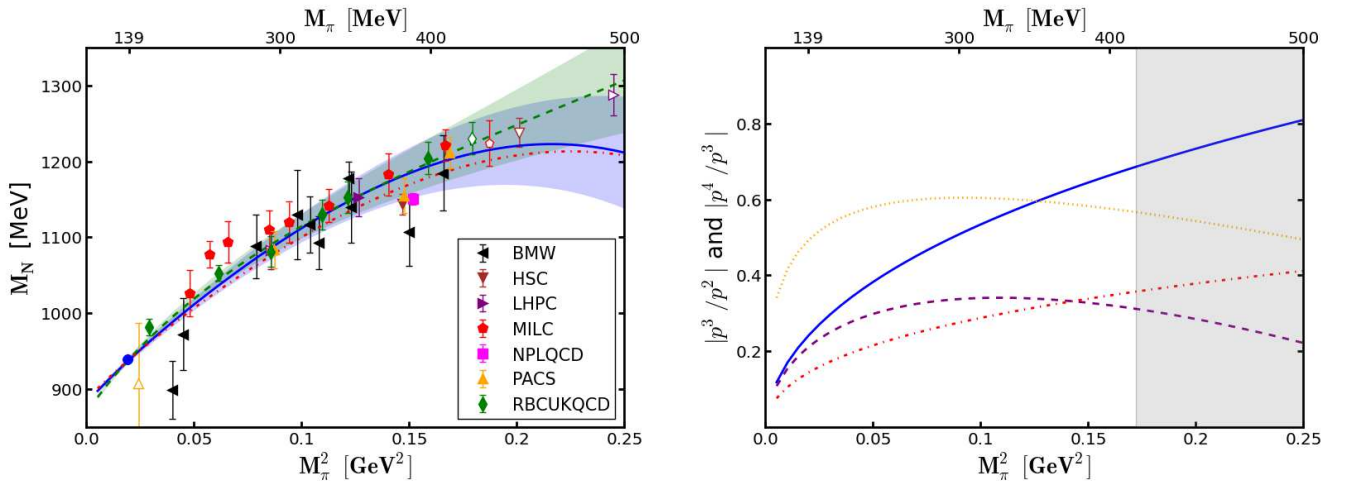 M_π [MeV]
139 300 400 500
1300
1200
1100
1000
900
M_N [MeV]
BMW
HSC
LHPC
MILC
NPLQCD
PACS
RBCUKQCD
0.0 0.05 0.1 0.15 0.2 0.25
M_π^2 [GeV^2]
M_π [MeV]
139 300 400 500
0.8
0.6
0.4
0.2
|p^3 /p^2 | and |p^4 /p^3 |
0.0 0.05 0.1 0.15 0.2 0.25
M_π^2 [GeV^2]